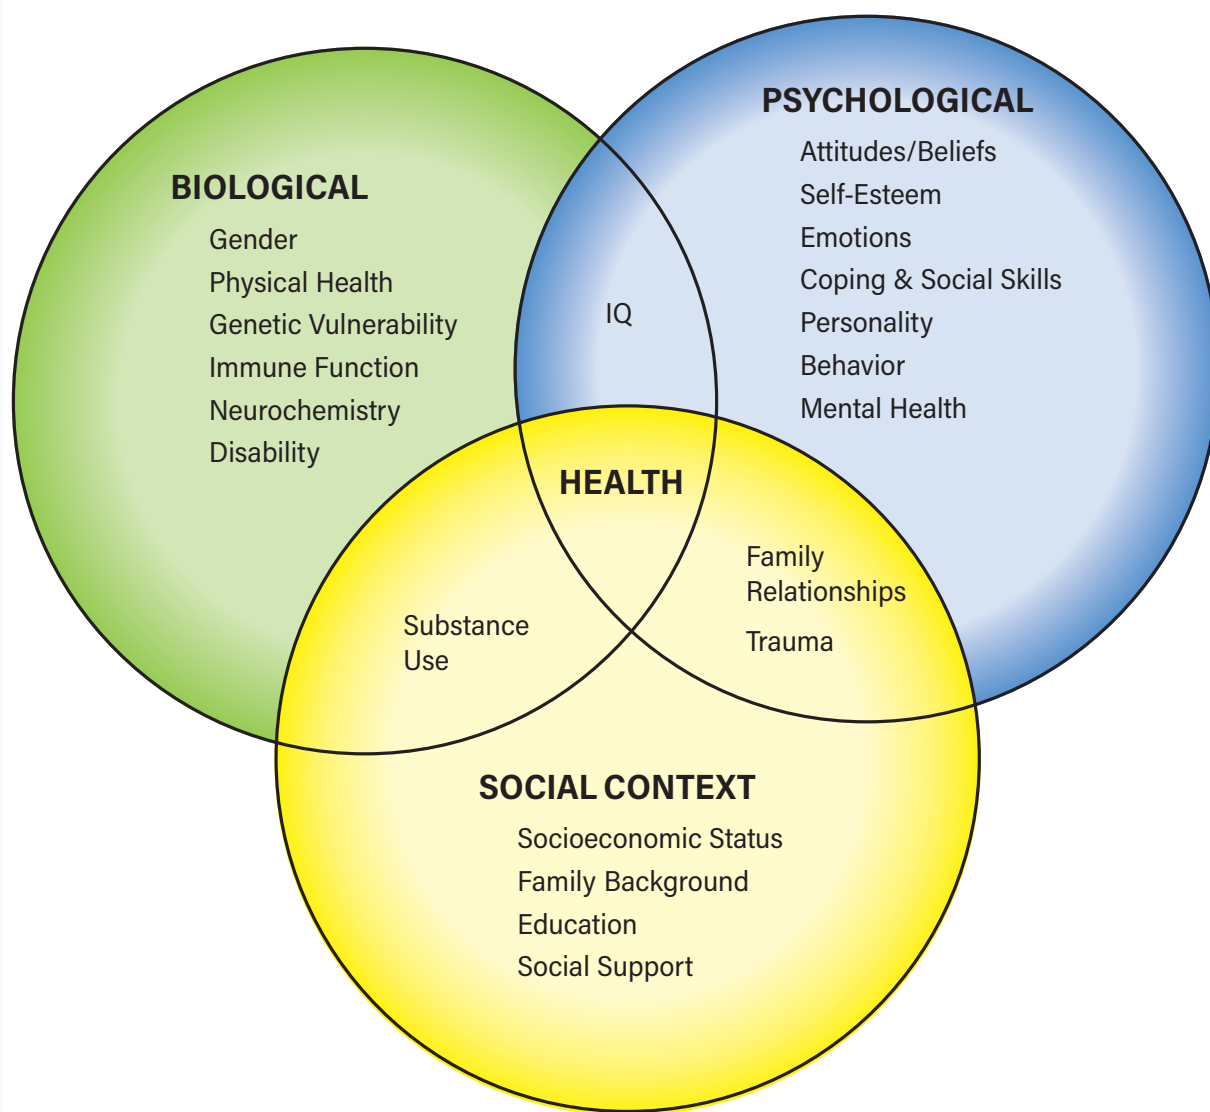 PSYCHOLOGICAL
Attitudes/Beliefs
Self-Esteem
Emotions
Coping & Social Skills
Personality
Behavior
Mental Health
BIOLOGICAL
Gender
Physical Health
Genetic Vulnerability
Immune Function
Neurochemistry
Disability
IQ
HEALTH
Family
Relationships
Trauma
Substance
Use
SOCIAL CONTEXT
Socioeconomic Status
Family Background
Education
Social Support